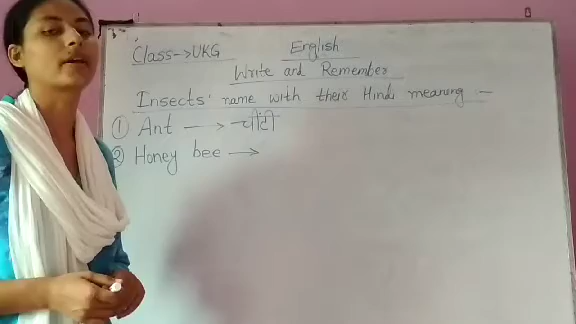 Class->UKG English
Write and Remember
Insects' name with their Hindi meaning :-
① Ant → चींटी
② Honey bee →